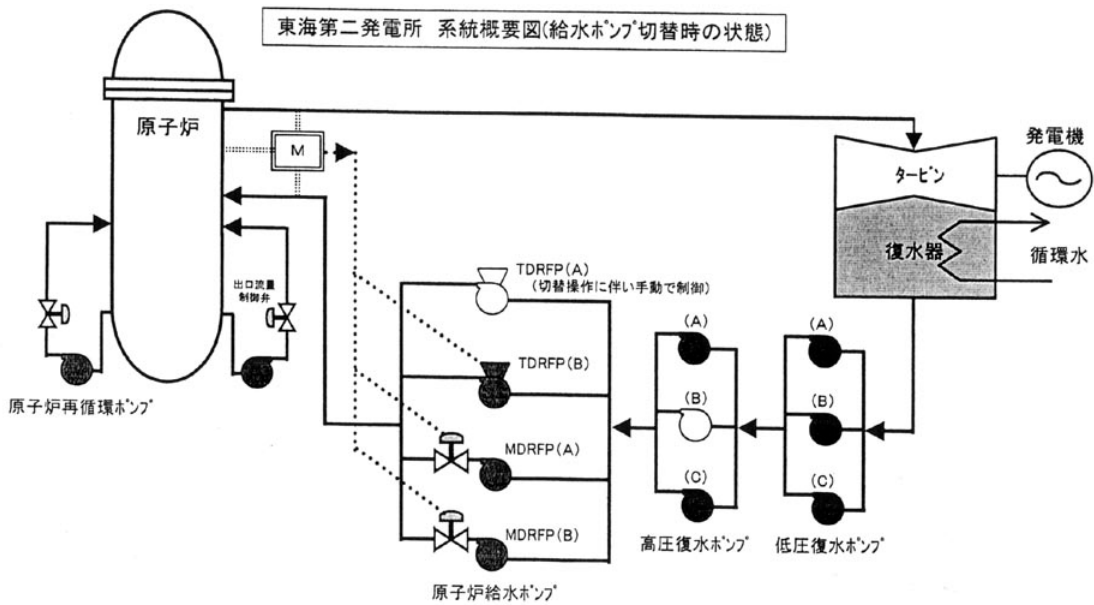 東海第二発電所 系統概要図(給水ﾎﾟﾝﾌﾟ切替時の状態)
原子炉
M
発電機
ﾀｰﾋﾞﾝ
復水器
循環水
出口流量
制御弁
TDRFP(A)
(切替操作に伴い手動で制御)
TDRFP(B)
MDRFP(A)
MDRFP(B)
(A)
(B)
(C)
(A)
(B)
(C)
原子炉再循環ﾎﾟﾝﾌﾟ
高圧復水ﾎﾟﾝﾌﾟ
低圧復水ﾎﾟﾝﾌﾟ
原子炉給水ﾎﾟﾝﾌﾟ